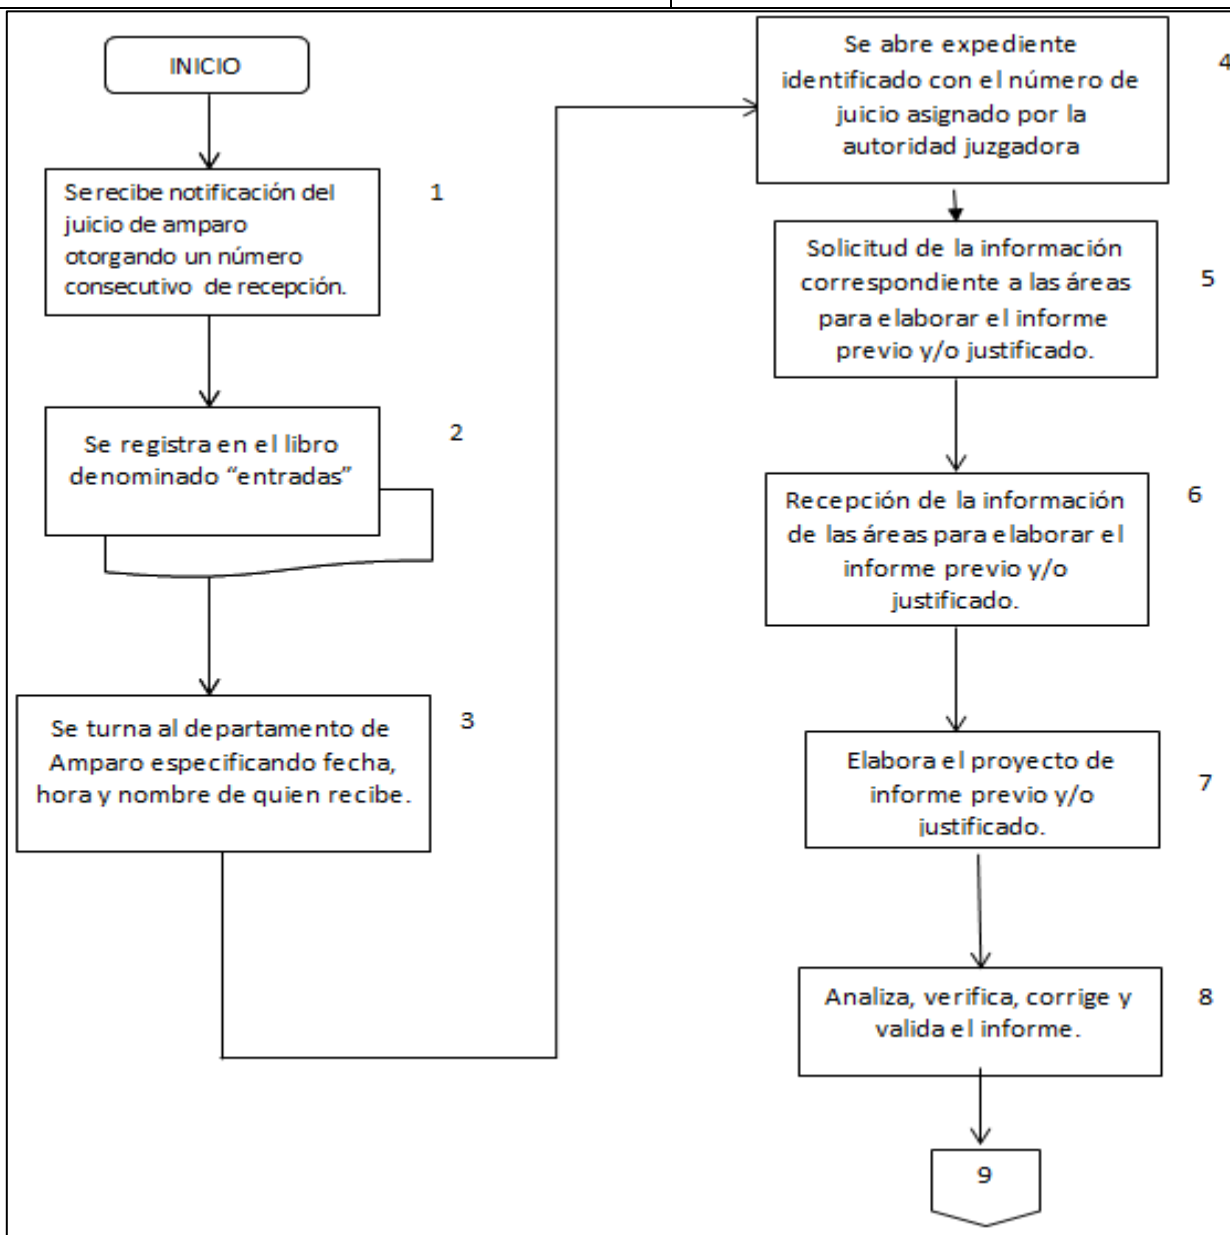 INICIO
Se recibe notificación del
juicio de amparo
otorgando un número
consecutivo de recepción.
1
Se registra en el libro
denominado “entradas”
2
Se turna al departamento de
Amparo especificando fecha,
hora y nombre de quien recibe.
3
Se abre expediente
identificado con el número de
juicio asignado por la
autoridad juzgadora
4
Solicitud de la información
correspondiente a las áreas
para elaborar el informe
previo y/o justificado.
5
Recepción de la información
de las áreas para elaborar el
informe previo y/o
justificado.
6
Elabora el proyecto de
informe previo y/o
justificado.
7
Analiza, verifica, corrige y
valida el informe.
8
9